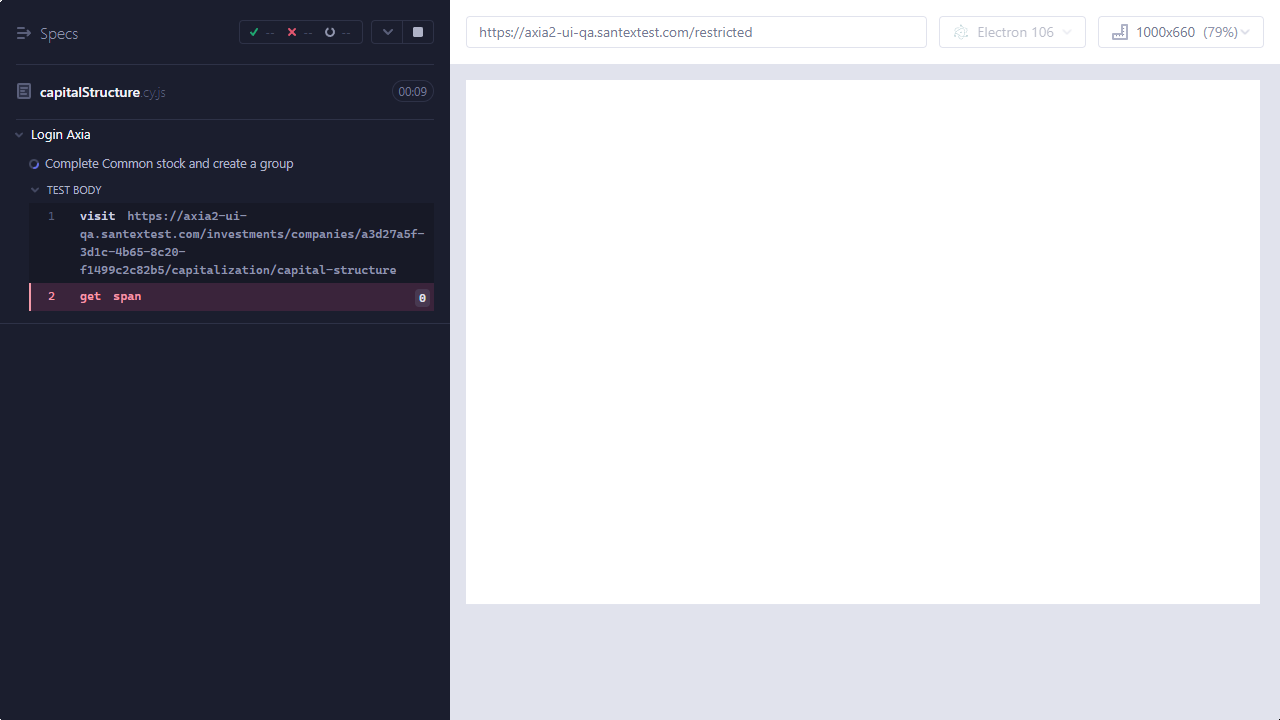 Specs
--
--
--
https://axia2-ui-qa.santextest.com/restricted
Electron 106
1000x660 (79%)
capitalStructure.cy.js
00:09
Login Axia
Complete Common stock and create a group
TEST BODY
1 visit https://axia2-ui-
qa.santextest.com/investments/companies/a3d27a5f-
3d1c-4b65-8c20-
f1499c2c82b5/capitalization/capital-structure
2 get span 0